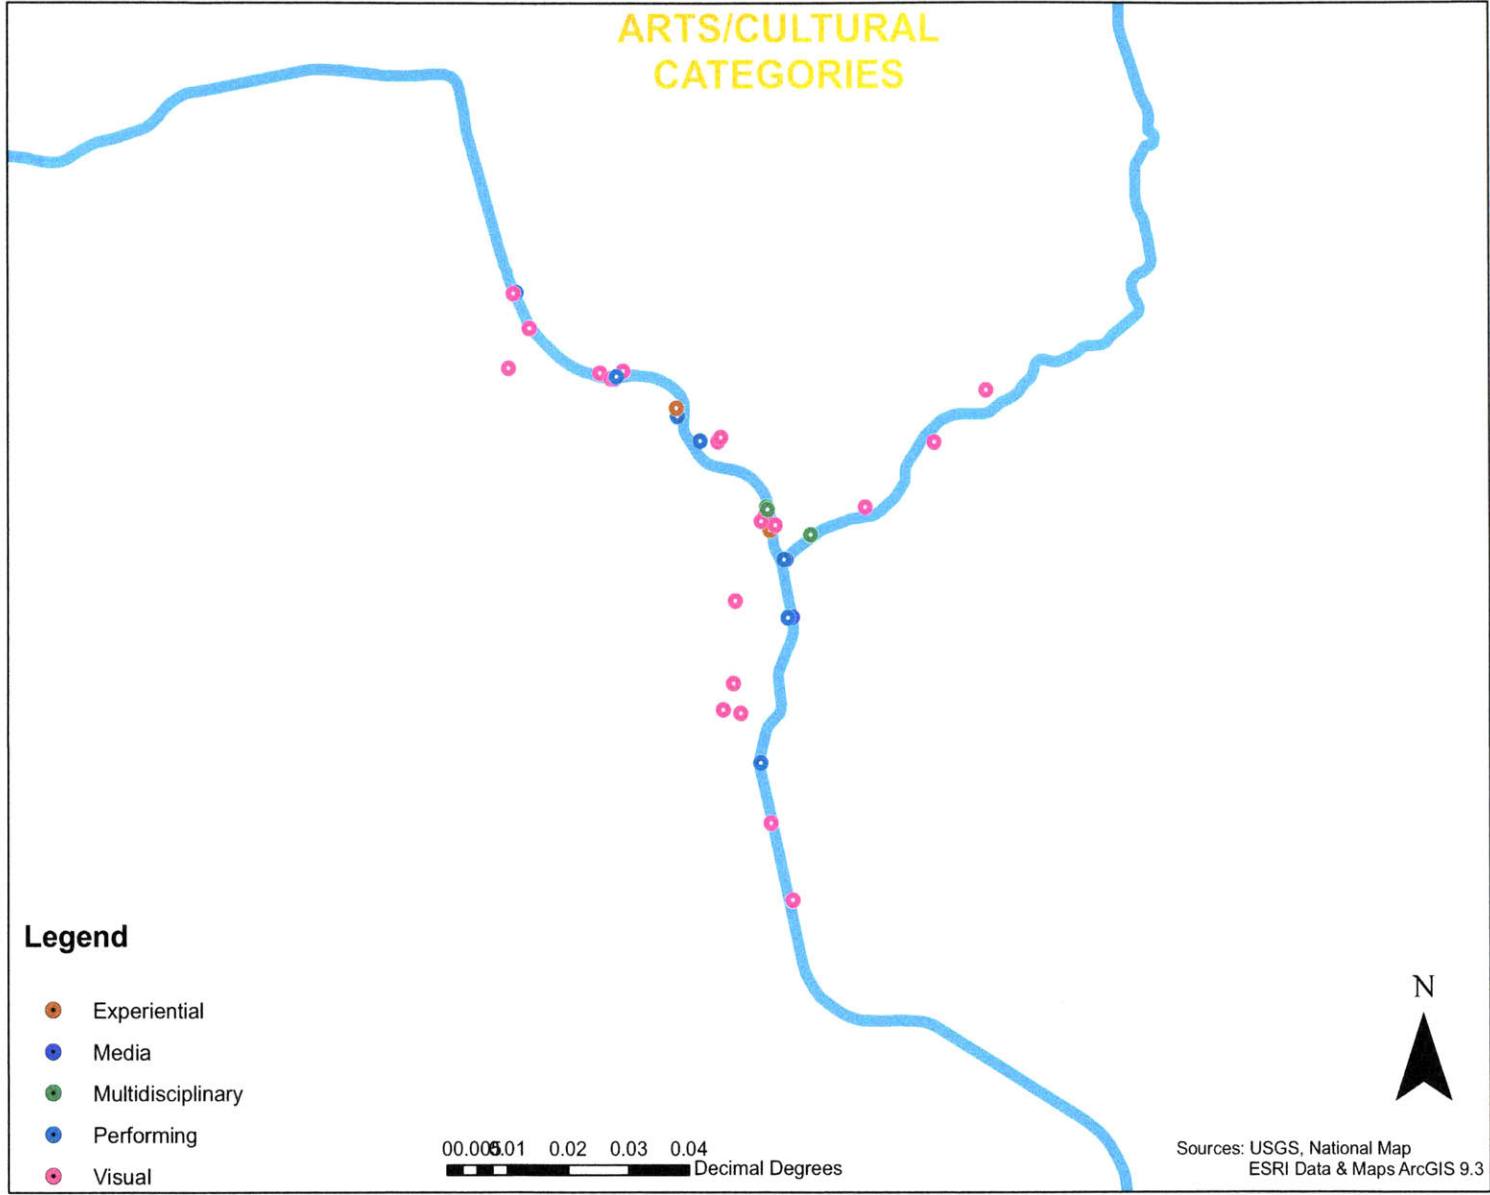 ARTS/CULTURAL
CATEGORIES
Legend
Experiential
Media
Multidisciplinary
Performing
Visual
0 0.01 0.02 0.03 0.04
Decimal Degrees
N
Sources: USGS, National Map
ESRI Data & Maps ArcGIS 9.3